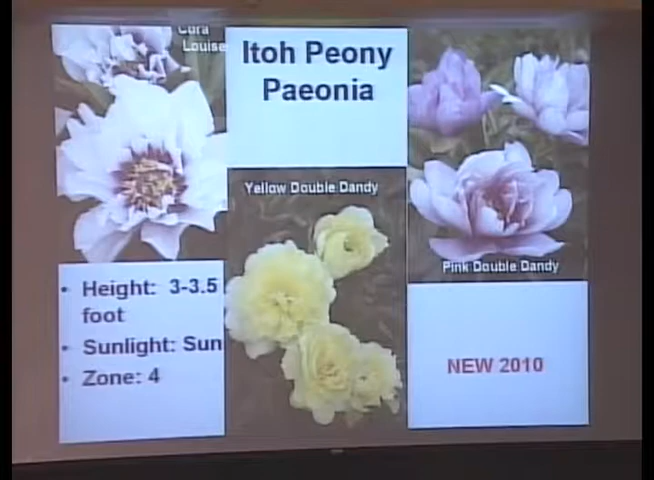 Cora
Louise
Itoh Peony
Paeonia
Yellow Double Dandy
Pink Double Dandy
• Height: 3-3.5
foot
• Sunlight: Sun
• Zone: 4
NEW 2010